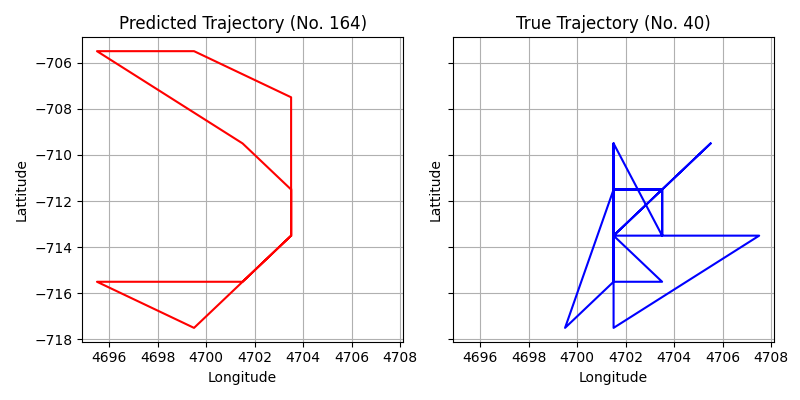 Predicted Trajectory (No. 164)
True Trajectory (No. 40)
−706
−708
−710
−712
−714
−716
−718
Lattitude
Lattitude
4696 4698 4700 4702 4704 4706 4708
4696 4698 4700 4702 4704 4706 4708
Longitude
Longitude